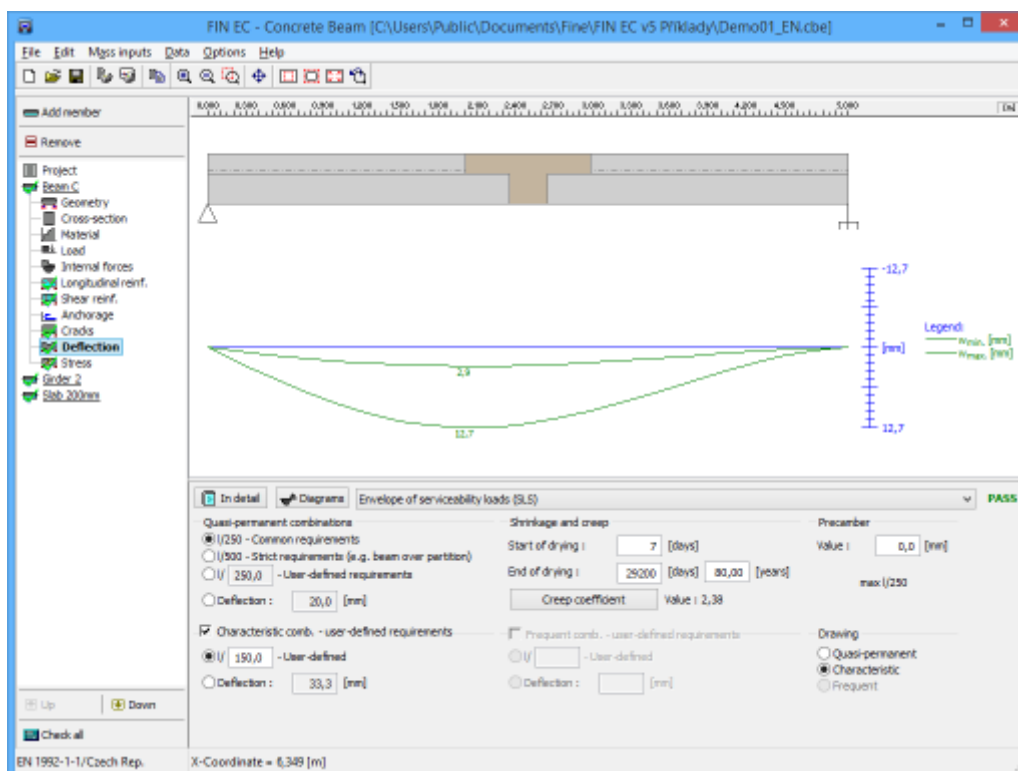 FIN EC - Concrete Beam [C:\Users\Public\Documents\Fine\FIN EC v5 Příklady\Demo01_EN.cbe]
File Edit Mass inputs Data Options Help
Add member
Remove
Project
Beam C
Geometry
Cross-section
Material
Load
Internal forces
Longitudinal reinf.
Shear reinf.
Anchorage
Cracks
Deflection
Stress
Girder 2
Slab 200mm
Up Down
Check all
-12,7
[mm]
12,7
Legend:
wmin. [mm]
wmax. [mm]
2,9
12,7
In detail Diagrams Envelope of serviceability loads (SLS) PASS
Quasi-permanent combinations
l/250 - Common requirements
l/500 - Strict requirements (e.g. beam over partition)
l/ 250,0 - User-defined requirements
Deflection : 20,0 [mm]
Characteristic comb. - user-defined requirements
l/ 150,0 - User-defined
Deflection : 33,3 [mm]
Shrinkage and creep
Start of drying : 7 [days]
End of drying : 29200 [days] 80,00 [years]
Creep coefficient Value : 2,38
Frequent comb. - user-defined requirements
l/ - User-defined
Deflection : [mm]
Precamber
Value : 0,0 [mm]
max l/250
Drawing
Quasi-permanent
Characteristic
Frequent
EN 1992-1-1/Czech Rep. X-Coordinate = 6,349 [m]